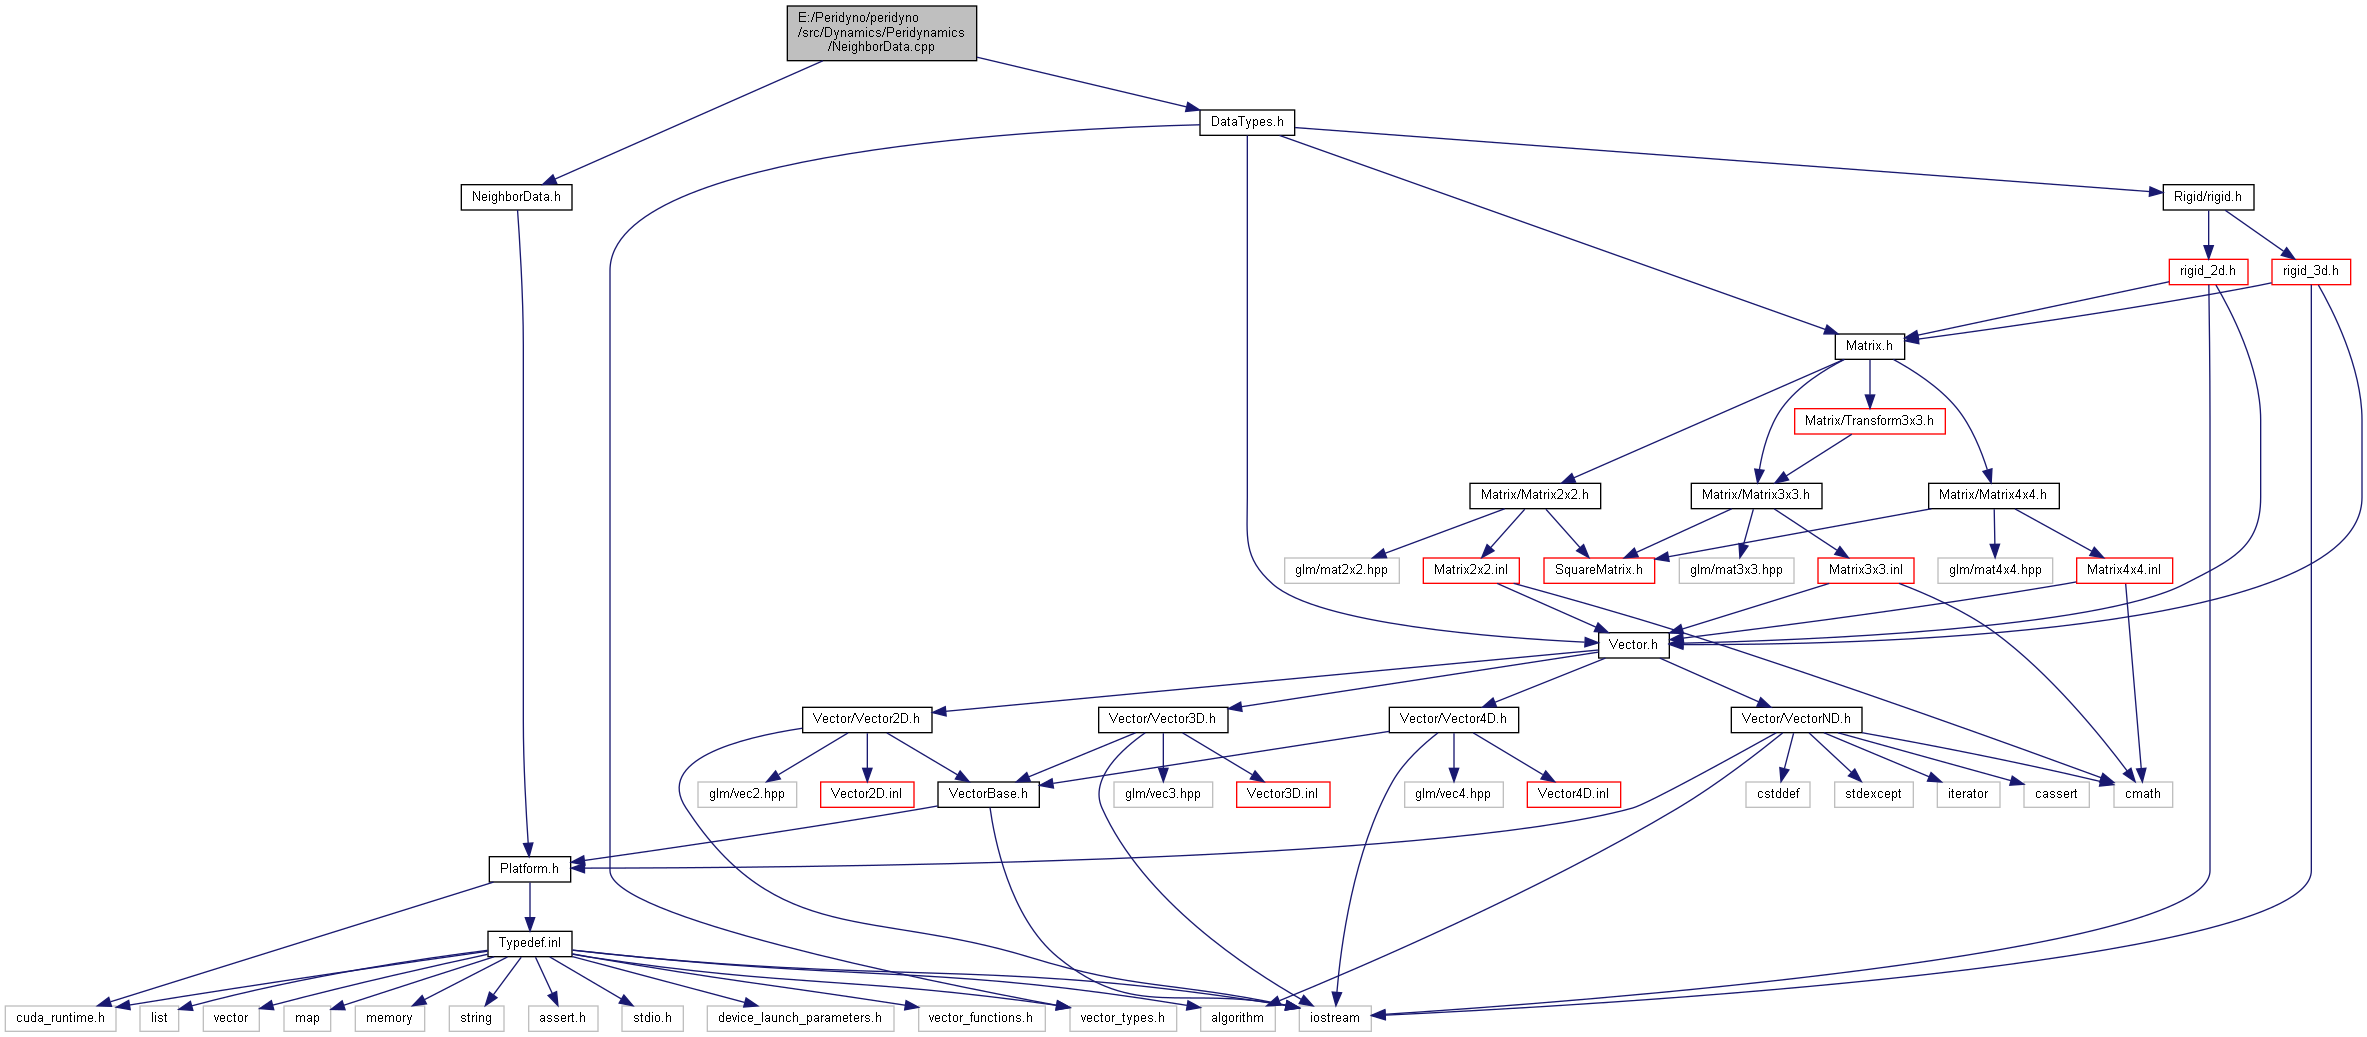 E:/Peridyno/peridyno
/src/Dynamics/Peridynamics
/NeighborData.cpp
DataTypes.h
NeighborData.h
Rigid/rigid.h
rigid_2d.h
rigid_3d.h
Matrix.h
Matrix/Transform3x3.h
Matrix/Matrix2x2.h
Matrix/Matrix3x3.h
Matrix/Matrix4x4.h
glm/mat2x2.hpp
Matrix2x2.inl
SquareMatrix.h
glm/mat3x3.hpp
Matrix3x3.inl
glm/mat4x4.hpp
Matrix4x4.inl
Vector.h
Vector/Vector2D.h
Vector/Vector3D.h
Vector/Vector4D.h
Vector/VectorND.h
glm/vec2.hpp
Vector2D.inl
VectorBase.h
glm/vec3.hpp
Vector3D.inl
glm/vec4.hpp
Vector4D.inl
cstddef
stdexcept
iterator
cassert
cmath
Platform.h
Typedef.inl
cuda_runtime.h
list
vector
map
memory
string
assert.h
stdio.h
device_launch_parameters.h
vector_functions.h
vector_types.h
algorithm
iostream